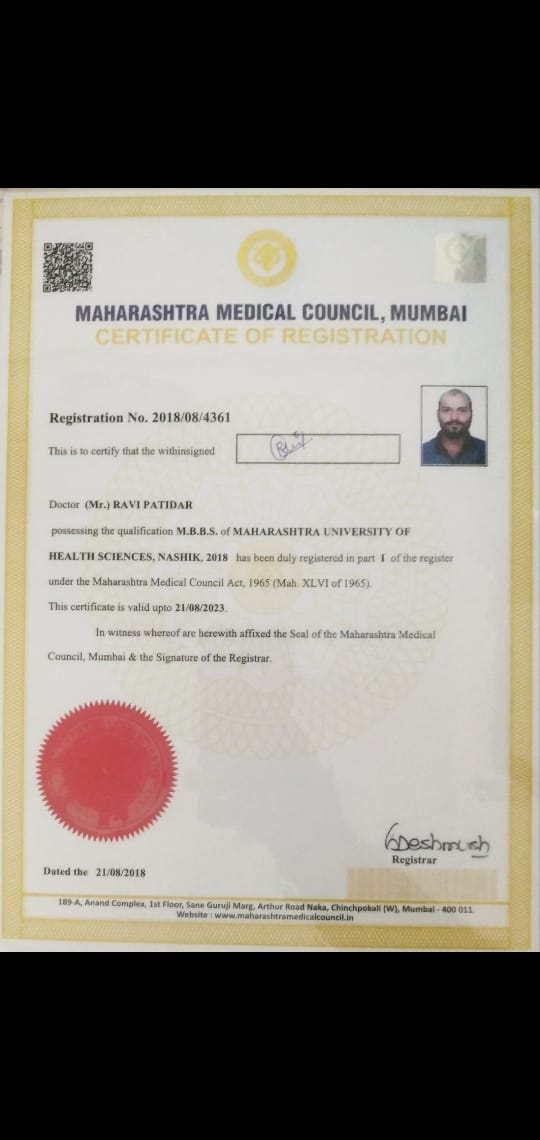 MAHARASHTRA MEDICAL COUNCIL, MUMBAI
CERTIFICATE OF REGISTRATION
Registration No. 2018/08/4361
This is to certify that the withinsigned
Doctor (Mr.) RAVI PATIDAR
possessing the qualification M.B.B.S. of MAHARASHTRA UNIVERSITY OF
HEALTH SCIENCES, NASHIK, 2018 has been duly registered in part I of the register
under the Maharashtra Medical Council Act, 1965 (Mah. XLVI of 1965).
This certificate is valid upto 21/08/2023.
In witness whereof are herewith affixed the Seal of the Maharashtra Medical
Council, Mumbai & the Signature of the Registrar.
Deshmukh
Registrar
Dated the 21/08/2018
189-A, Anand Complex, 1st Floor, Sane Guruji Marg, Arthur Road Naka, Chinchpokali (W), Mumbai - 400 011.
Website : www.maharashtramedicalcouncil.in